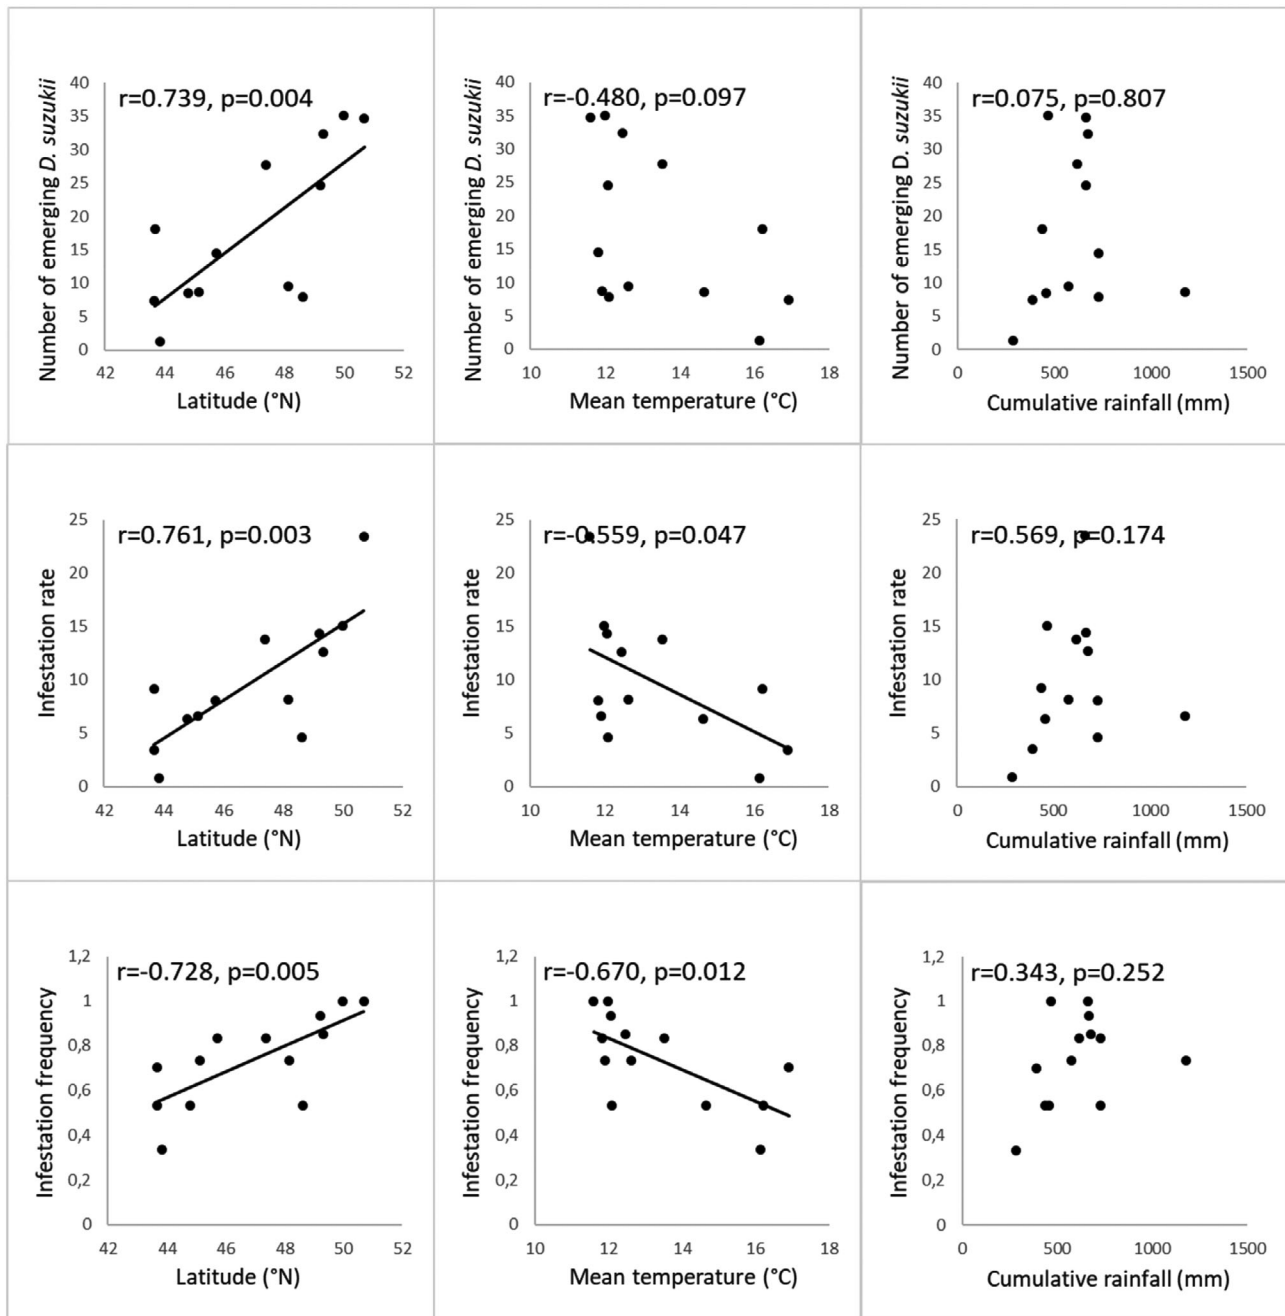 r=0.739, p=0.004
Number of emerging D. suzukii
40
35
30
25
20
15
10
5
0
42 44 46 48 50 52
Latitude (°N)
r=-0.480, p=0.097
Number of emerging D. suzukii
40
35
30
25
20
15
10
5
0
10 12 14 16 18
Mean temperature (°C)
r=0.075, p=0.807
Number of emerging D. suzukii
40
35
30
25
20
15
10
5
0
0 500 1000 1500
Cumulative rainfall (mm)
r=0.761, p=0.003
Infestation rate
25
20
15
10
5
0
42 44 46 48 50 52
Latitude (°N)
r=-0.559, p=0.047
Infestation rate
25
20
15
10
5
0
10 12 14 16 18
Mean temperature (°C)
r=0.569, p=0.174
Infestation rate
25
20
15
10
5
0
0 500 1000 1500
Cumulative rainfall (mm)
r=-0.728, p=0.005
Infestation frequency
1,2
1
0,8
0,6
0,4
0,2
0
42 44 46 48 50 52
Latitude (°N)
r=-0.670, p=0.012
Infestation frequency
1,2
1
0,8
0,6
0,4
0,2
0
10 12 14 16 18
Mean temperature (°C)
r=0.343, p=0.252
Infestation frequency
1,2
1
0,8
0,6
0,4
0,2
0
0 500 1000 1500
Cumulative rainfall (mm)